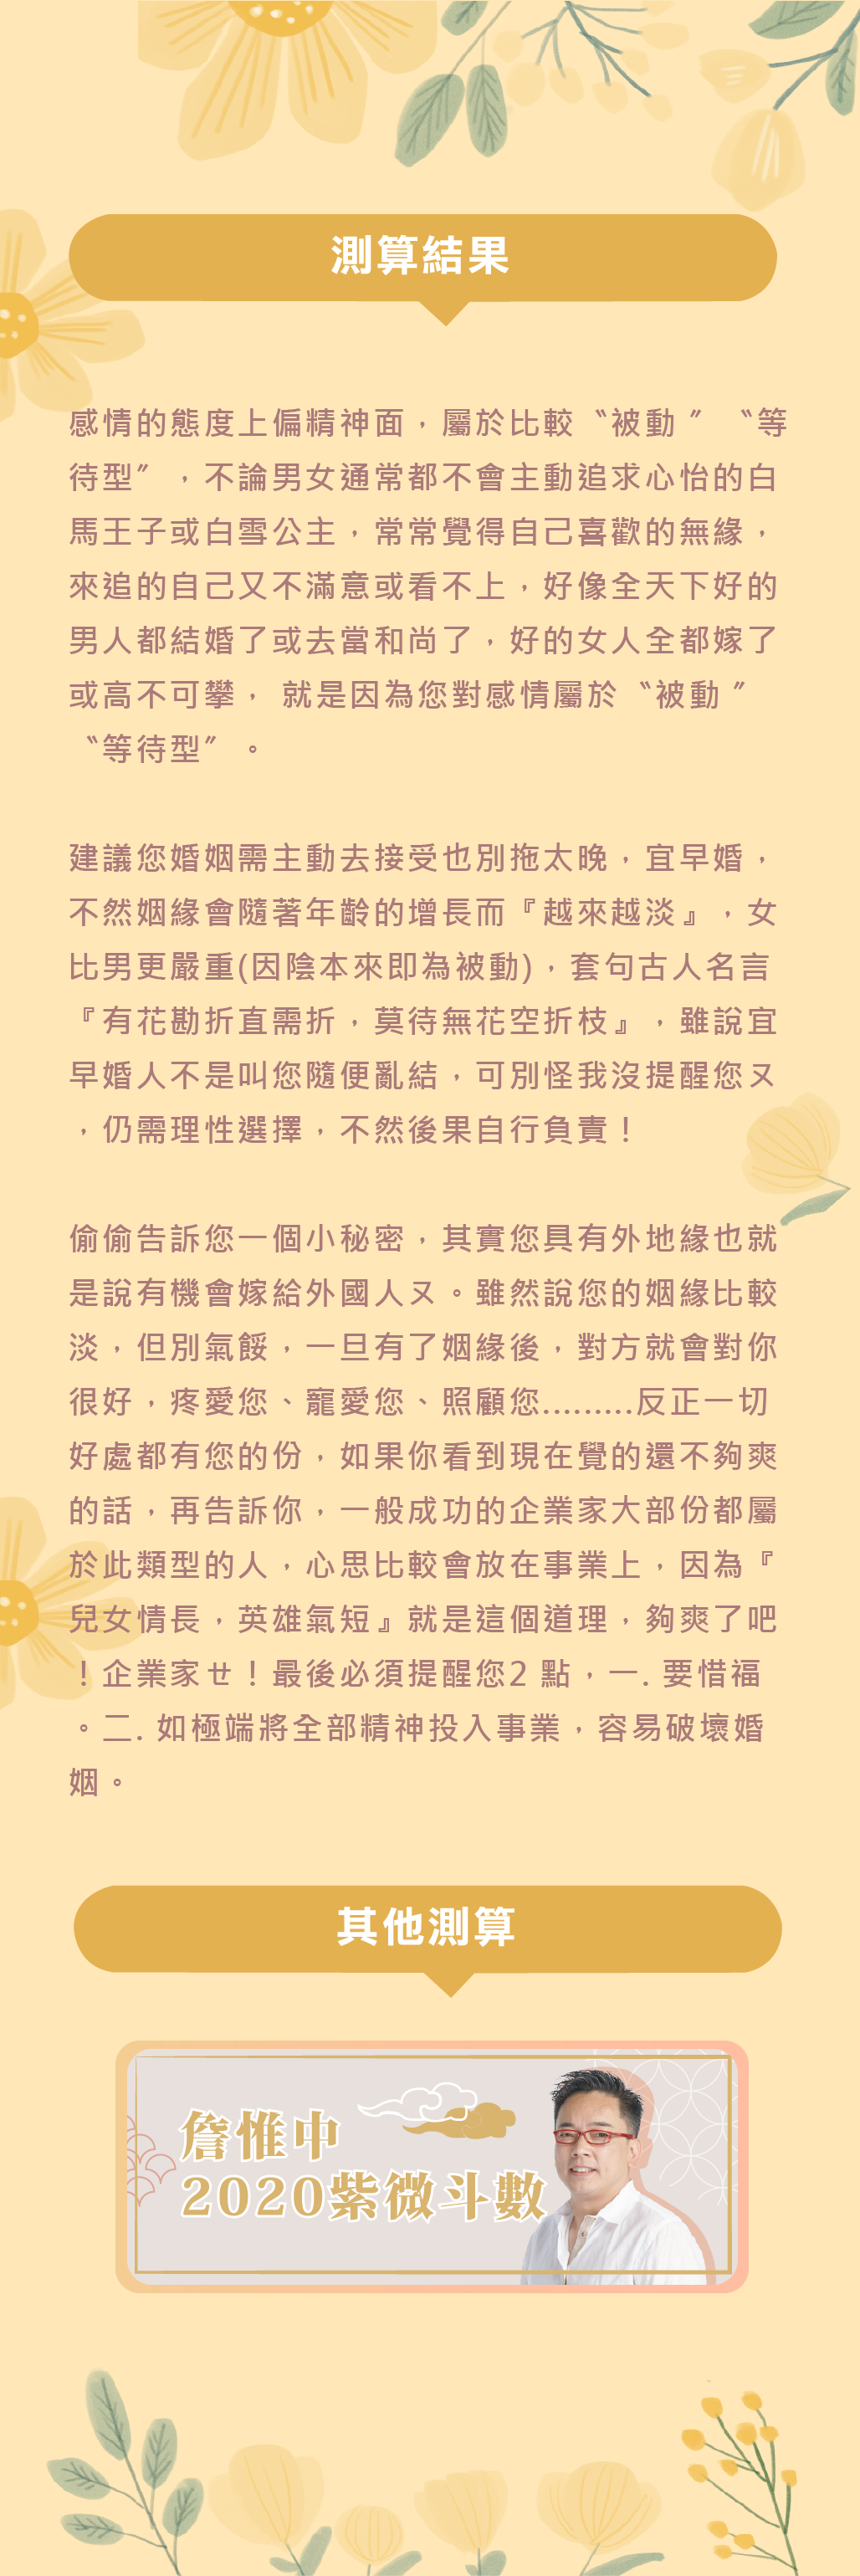 測算結果
感情的態度上偏精神面，屬於比較〝被動〞〝等
待型〞，不論男女通常都不會主動追求心怡的白
馬王子或白雪公主，常常覺得自己喜歡的無緣，
來追的自己又不滿意或看不上，好像全天下好的
男人都結婚了或去當和尚了，好的女人全都嫁了
或高不可攀， 就是因為您對感情屬於〝被動〞
〝等待型〞。
建議您婚姻需主動去接受也別拖太晚，宜早婚，
不然姻緣會隨著年齡的增長而『越來越淡』，女
比男更嚴重(因陰本來即為被動)，套句古人名言
『有花勘折直需折，莫待無花空折枝』，雖說宜
早婚人不是叫您隨便亂結，可別怪我沒提醒您ㄡ
，仍需理性選擇，不然後果自行負責！
偷偷告訴您一個小秘密，其實您具有外地緣也就
是說有機會嫁給外國人ㄡ。雖然說您的姻緣比較
淡，但別氣餒，一旦有了姻緣後，對方就會對你
很好，疼愛您、寵愛您、照顧您.........反正一切
好處都有您的份，如果你看到現在覺的還不夠爽
的話，再告訴你，一般成功的企業家大部份都屬
於此類型的人，心思比較會放在事業上，因為『
兒女情長，英雄氣短』就是這個道理，夠爽了吧
！企業家ㄝ！最後必須提醒您2 點，一. 要惜福
。二. 如極端將全部精神投入事業，容易破壞婚
姻。
其他測算
詹惟中
2020紫微斗數